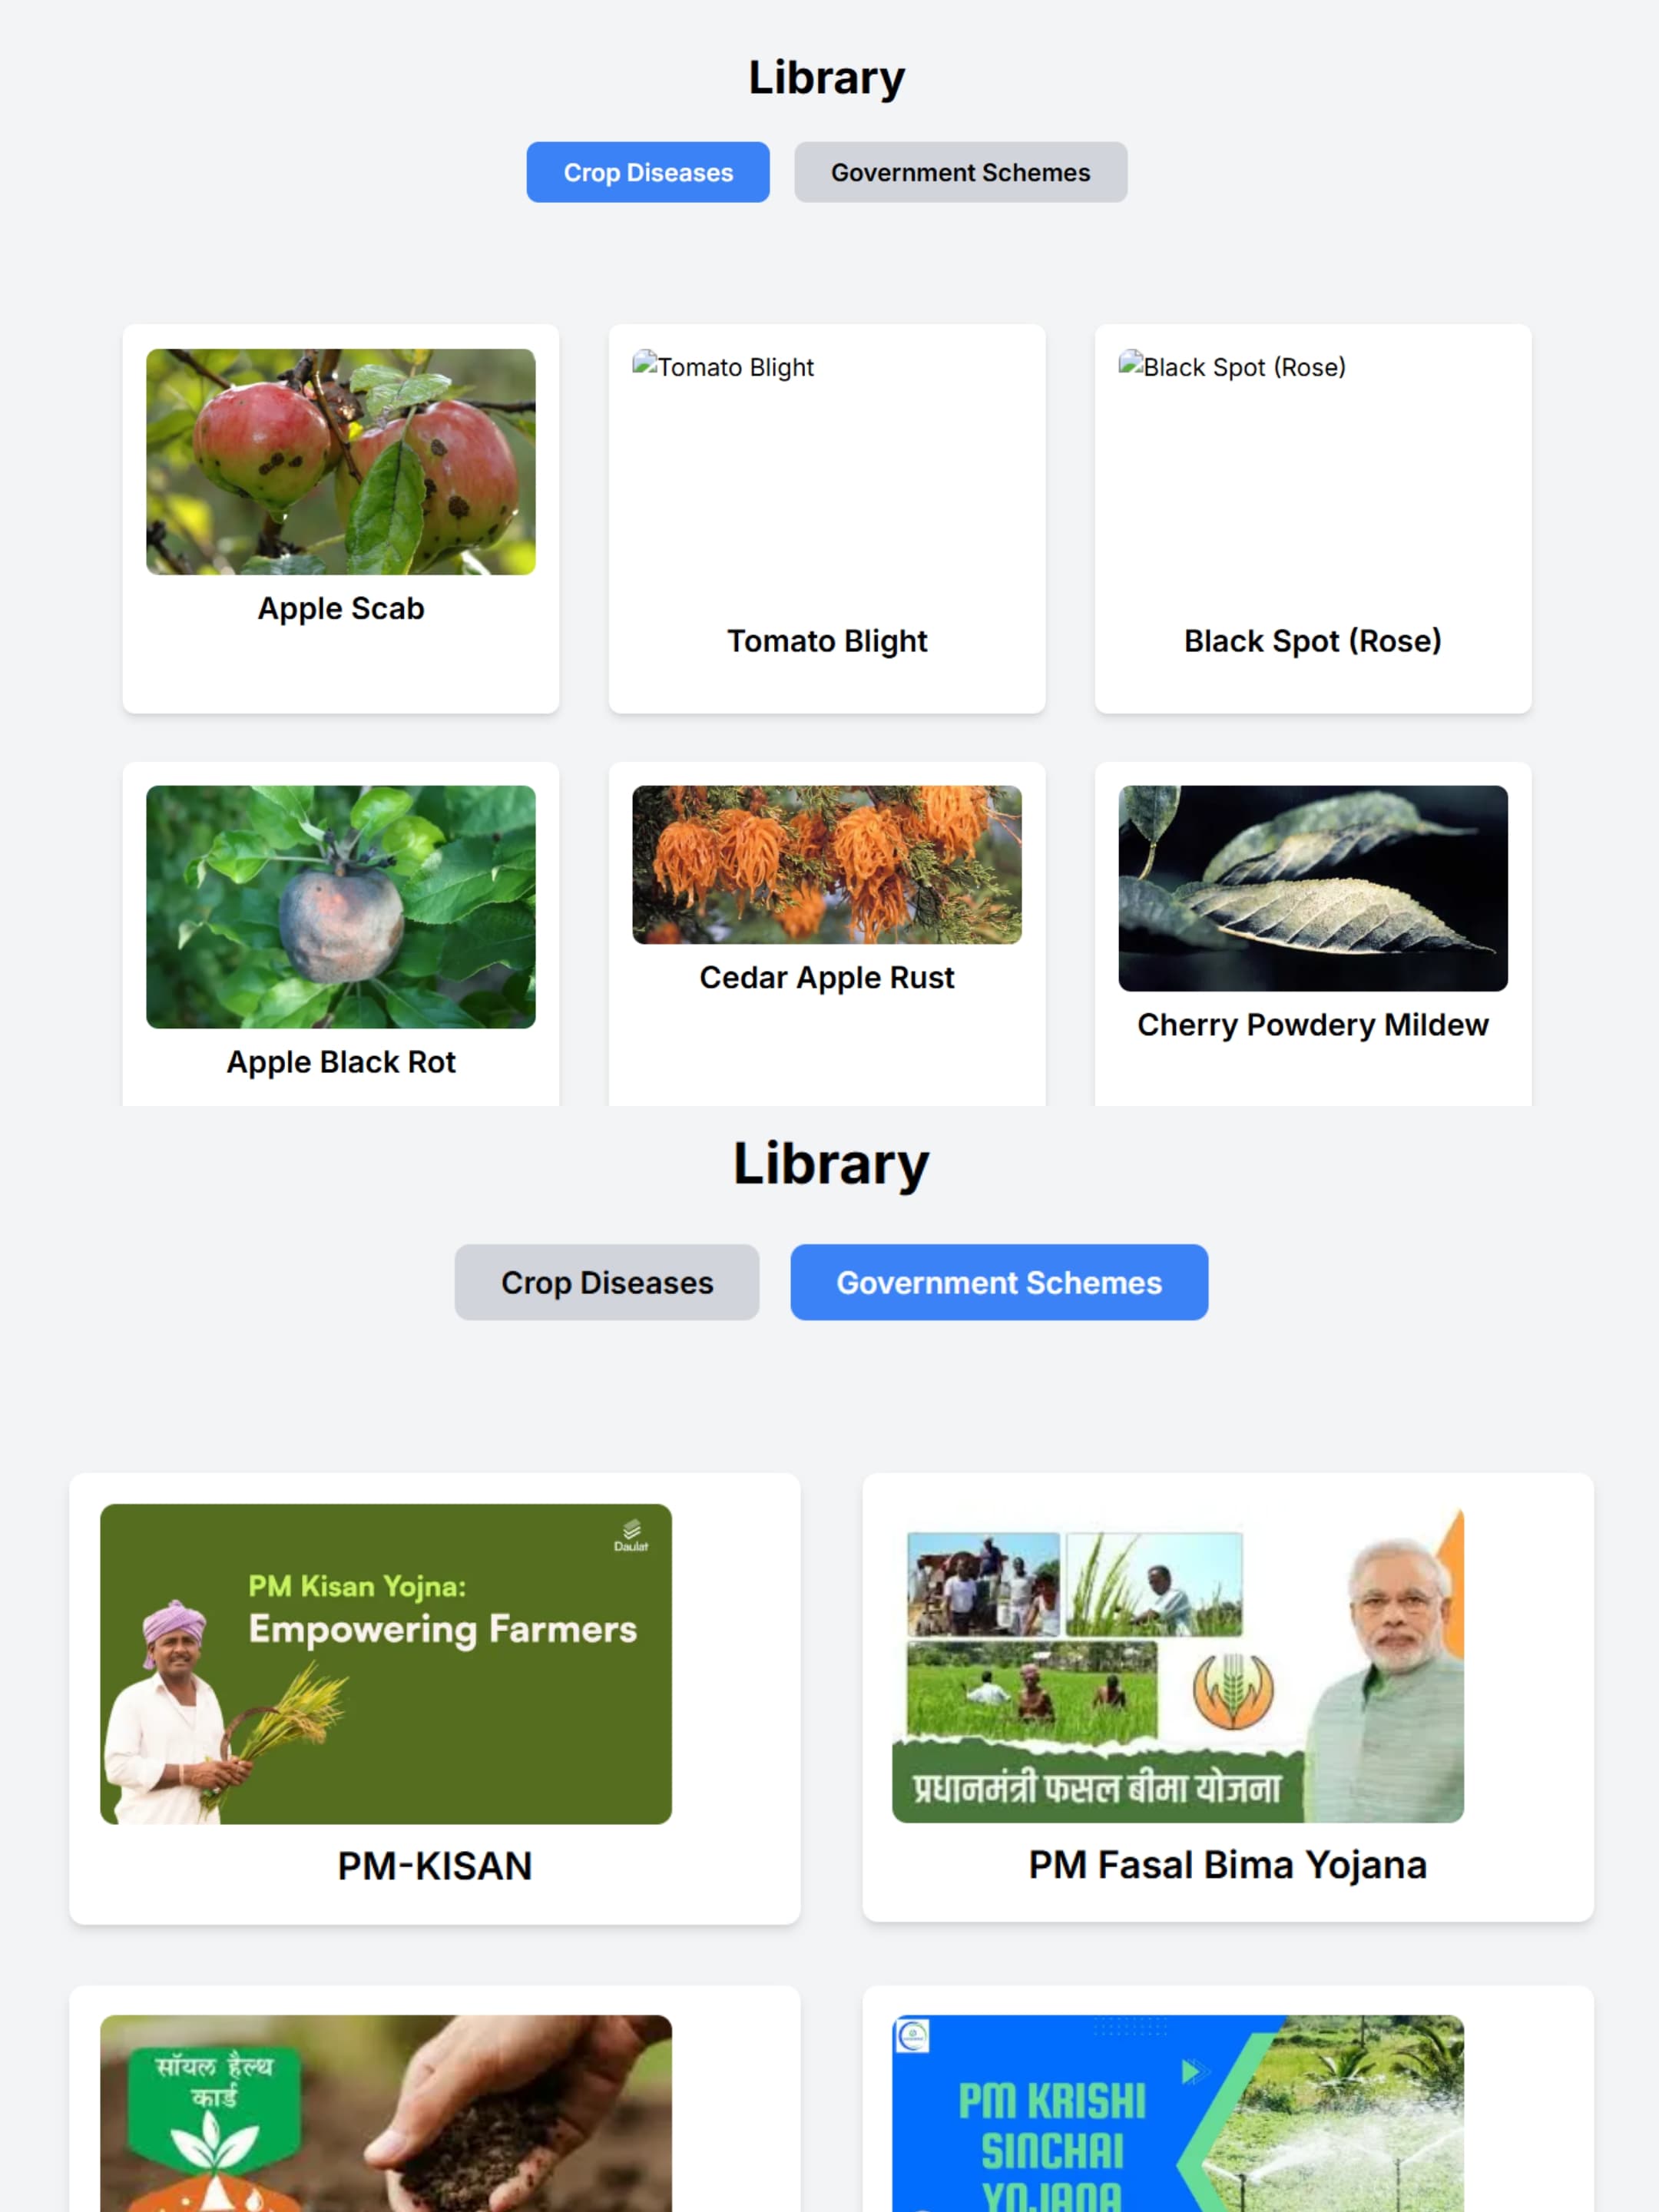 Library
Crop Diseases
Government Schemes
Tomato Blight
Black Spot (Rose)
Apple Scab
Tomato Blight
Black Spot (Rose)
Apple Black Rot
Cedar Apple Rust
Cherry Powdery Mildew
Library
Crop Diseases
Government Schemes
Daulat
PM Kisan Yojna:
Empowering Farmers
प्रधानमंत्री फसल बीमा योजना
PM-KISAN
PM Fasal Bima Yojana
सॉयल हैल्थ
कार्ड
PM KRISHI
SINCHAI
YOJANA